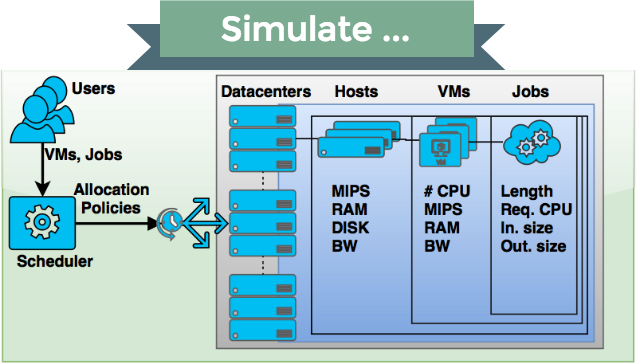 Simulate ...
Users
VMs, Jobs
Allocation
Policies
Scheduler
Datacenters
Hosts
VMs
Jobs
VM
MIPS
RAM
DISK
BW
# CPU
MIPS
RAM
BW
Length
Req. CPU
In. size
Out. size